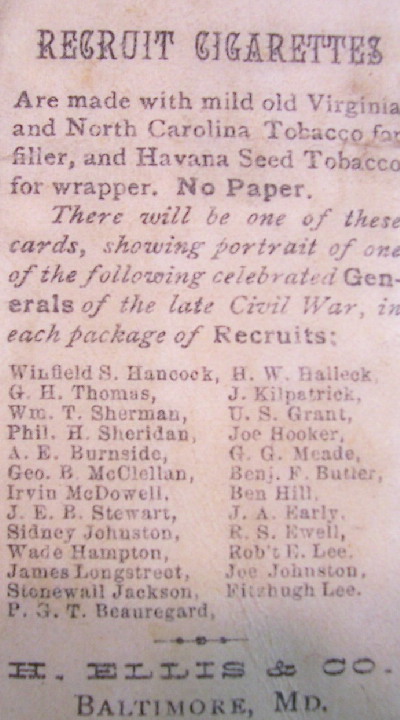 RECRUIT CIGARETTES
Are made with mild old Virginia
and North Carolina Tobacco for
filler, and Havana Seed Tobacco
for wrapper. No Paper.
There will be one of these
cards, showing portrait of one
of the following celebrated Gen-
erals of the late Civil War, in
each package of Recruits:
Winfield S. Hancock, H. W. Halleck,
G. H. Thomas, J. Kilpatrick,
Wm. T. Sherman, U. S. Grant,
Phil. H. Sheridan, Joe Hooker,
A. E. Burnside, G. G. Meade,
Geo. B. McClellan, Benj. F. Butler,
Irvin McDowell, Ben Hill,
J. E. B. Stewart, J. A. Early,
Sidney Johnston, R. S. Ewell,
Wade Hampton, Rob't E. Lee,
James Longstreet, Joe Johnston,
Stonewall Jackson, Fitzhugh Lee.
P. G. T. Beauregard,
H. ELLIS & CO.
BALTIMORE, MD.